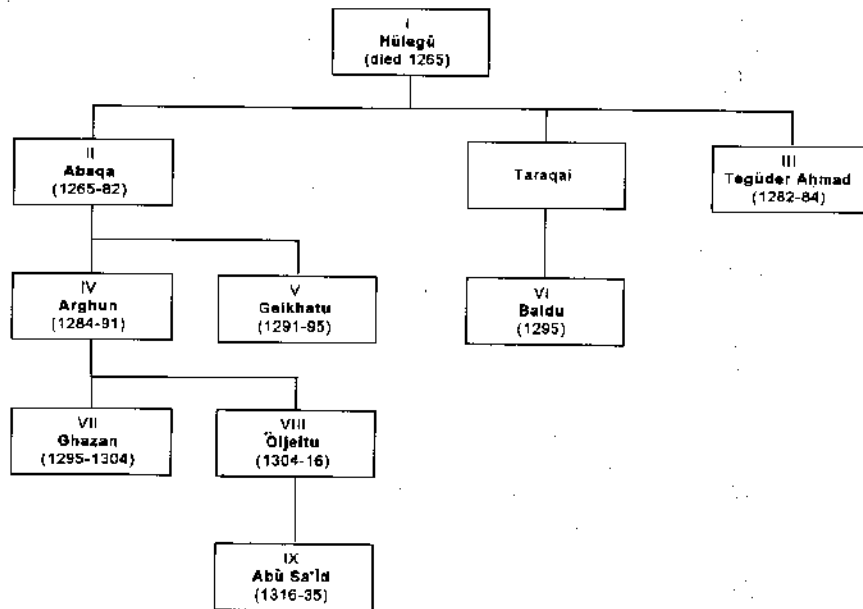 I
Hülegü
(died 1265)
II
Abaqa
(1265-82)
Taraqai
III
Tegüder Aḥmad
(1282-84)
IV
Arghun
(1284-91)
V
Geikhatu
(1291-95)
VI
Baidu
(1295)
VII
Ghazan
(1295-1304)
VIII
Öljeitu
(1304-16)
IX
Abū Sa'īd
(1316-35)